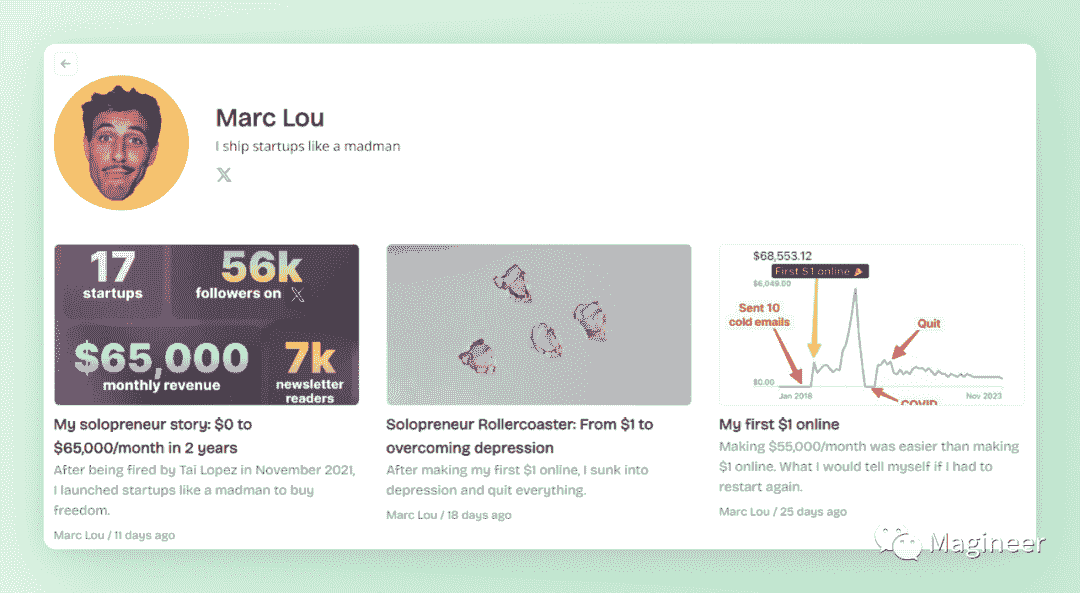 Marc Lou
I ship startups like a madman
17
startups
56k
followers on X
$65,000
monthly revenue
7k
newsletter
readers
My solopreneur story: $0 to
$65,000/month in 2 years
After being fired by Tai Lopez in November 2021,
I launched startups like a madman to buy
freedom.
Marc Lou / 11 days ago
Solopreneur Rollercoaster: From $1 to
overcoming depression
After making my first $1 online, I sunk into
depression and quit everything.
Marc Lou / 18 days ago
$68,553.12
First $1 online
$6,049.00
Sent 10
cold emails
Quit
$0.00
Jan 2018
COVID
Nov 2023
My first $1 online
Making $55,000/month was easier than making
$1 online. What I would tell myself if I had to
restart again.
Marc Lou / 25 days ago
Magineer